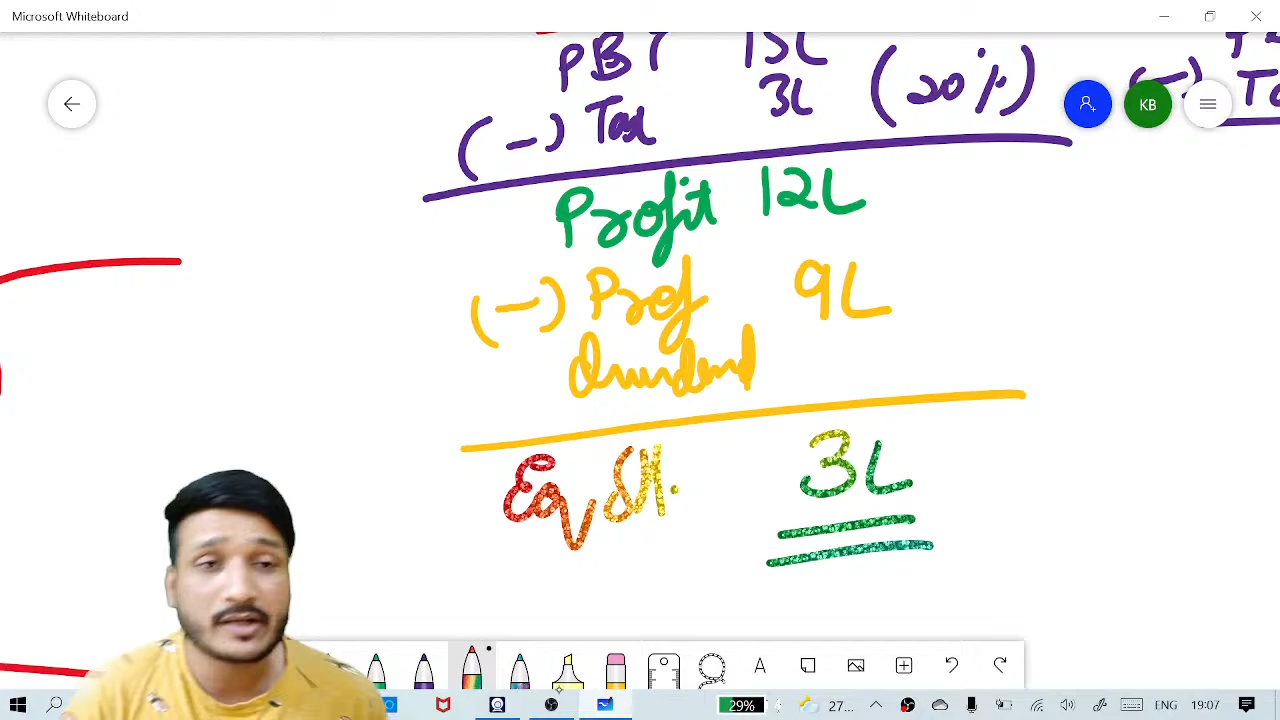 Microsoft Whiteboard
PBT 15L
(-) Tax 3L (20%)
KB
Profit 12L
(-) Pref 9L
dividend
Eq SH. 3L
A
29% 27... ENG 19:07